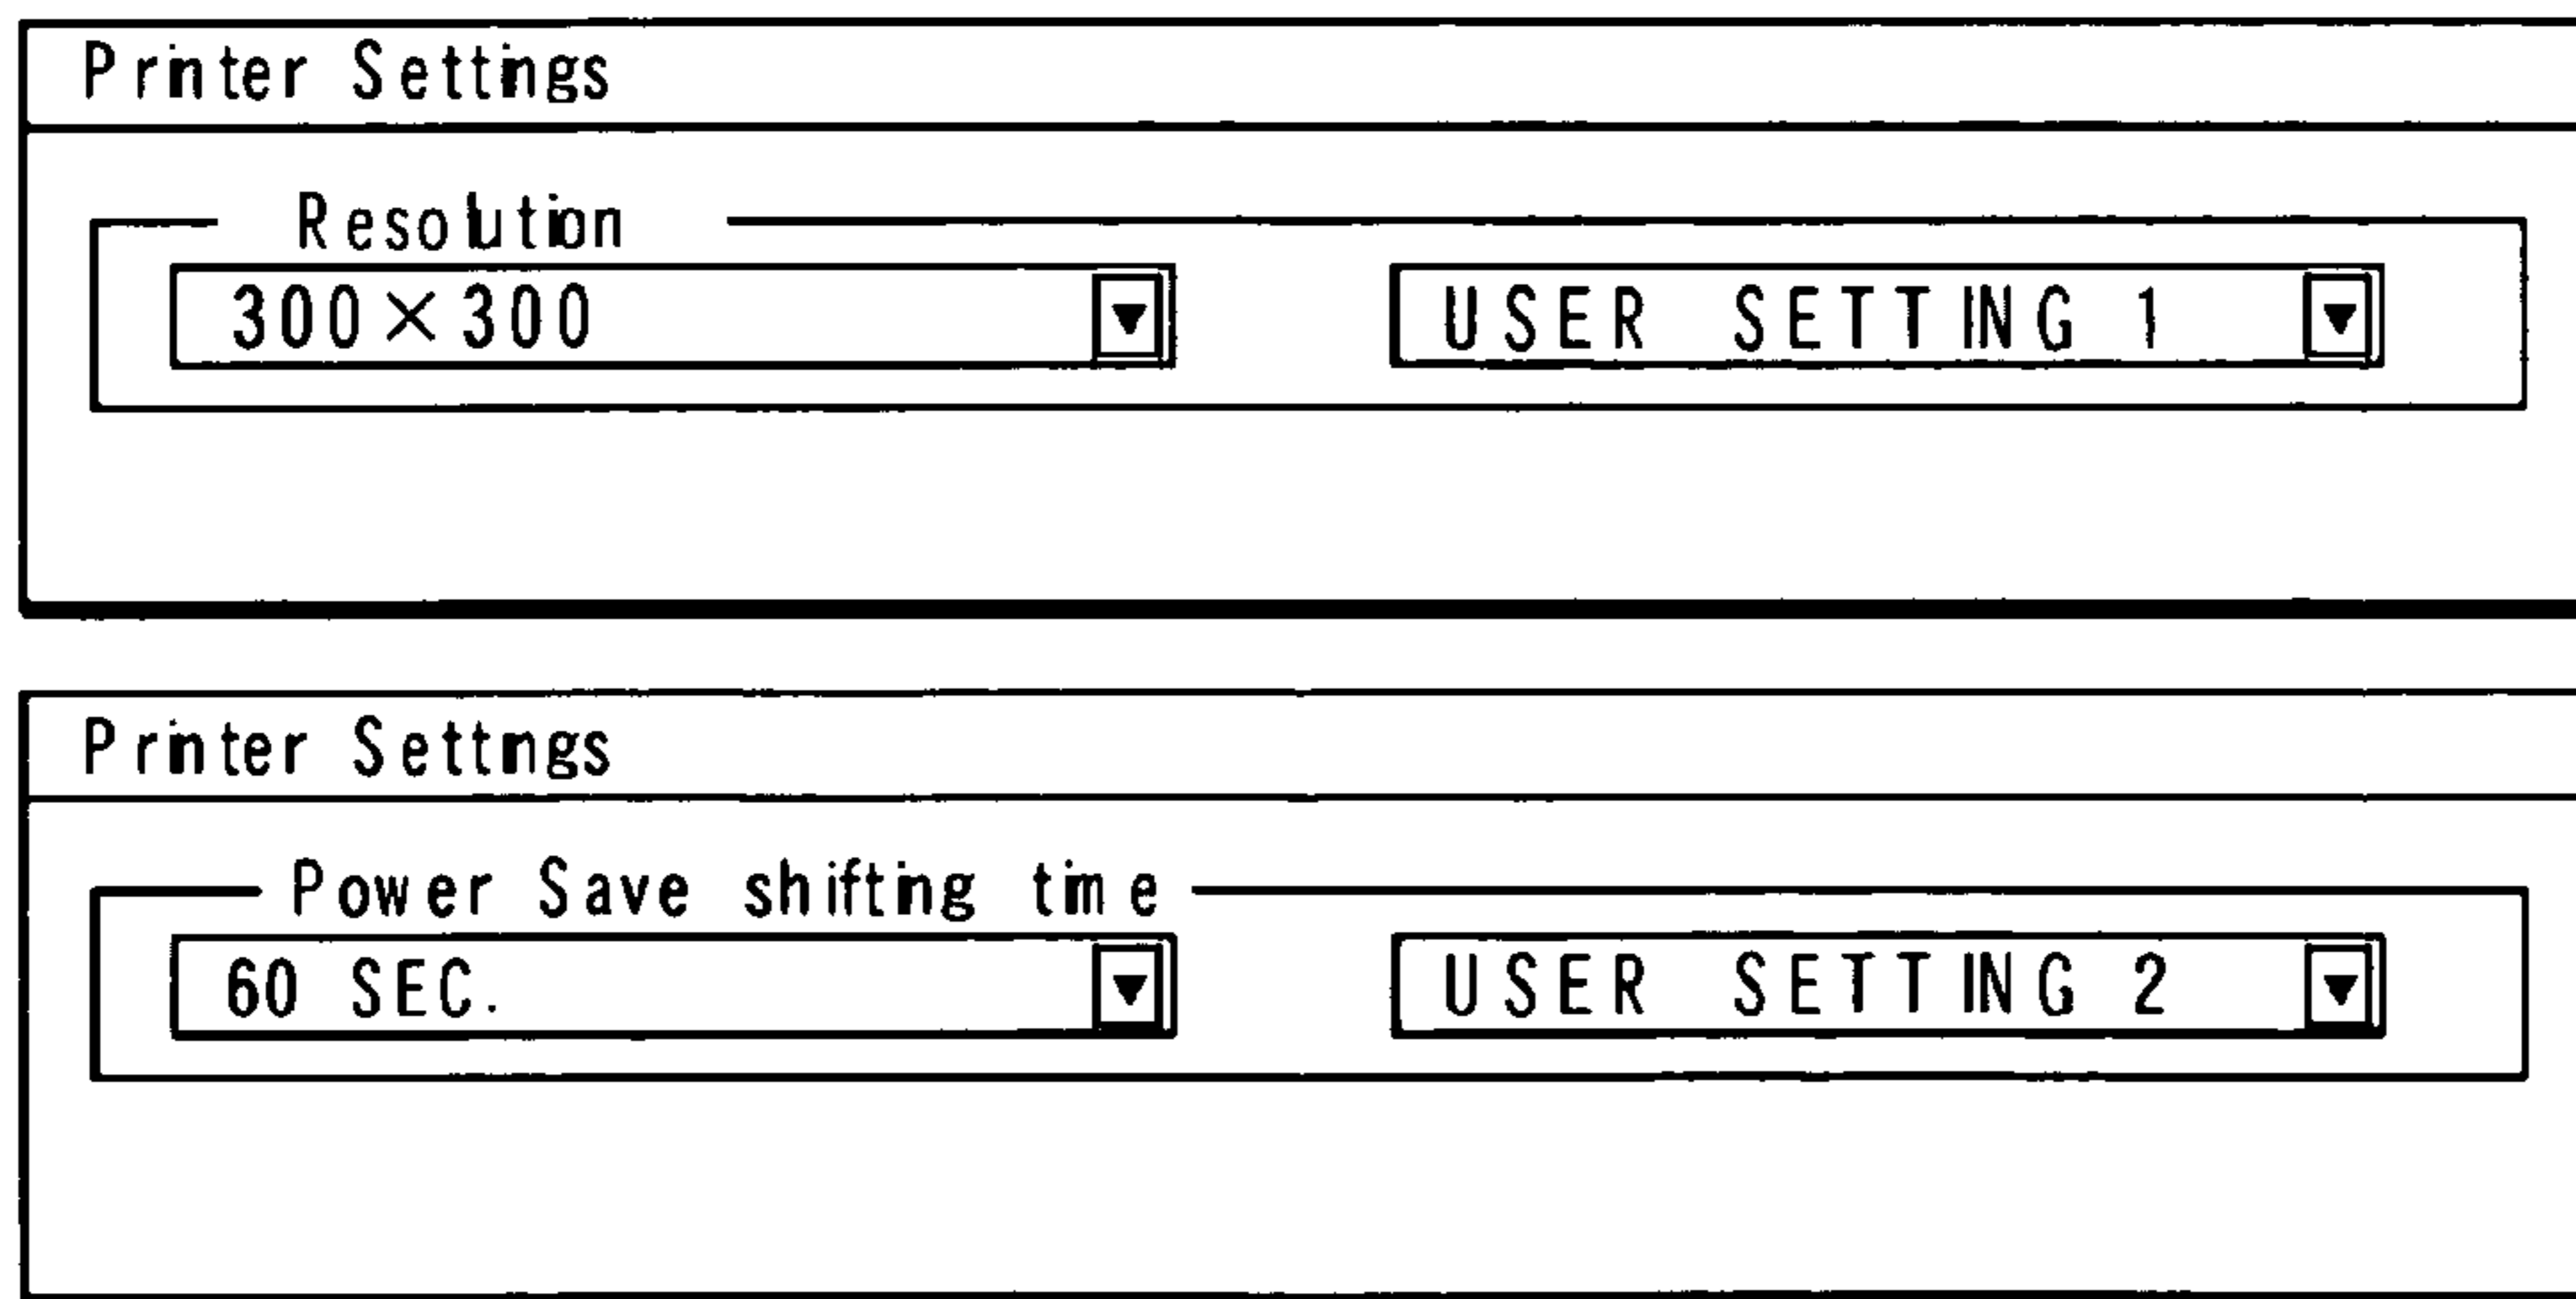 Printer Settings
Resolution
300×300 ▼ USER SETTING 1 ▼
Printer Settings
Power Save shifting time
60 SEC. ▼ USER SETTING 2 ▼